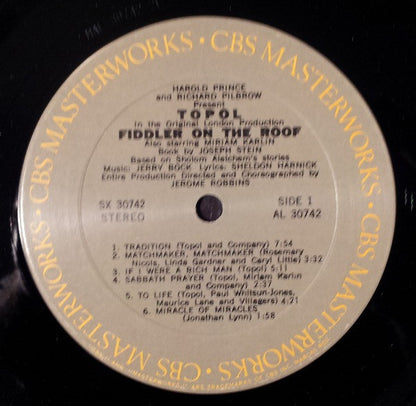 CBS MASTERWORKS · CBS MASTERWORKS · CBS MASTERWORKS · CBS MASTERWORKS ·
HAROLD PRINCE
and RICHARD PILBROW
Present
TOPOL
In the Original London Production
FIDDLER ON THE ROOF
Also starring MIRIAM KARLIN
Book by JOSEPH STEIN
Based on Sholom Aleichem's stories
Music: JERRY BOCK Lyrics: SHELDON HARNICK
Entire Production Directed and Choreographed by
JEROME ROBBINS
SX 30742 SIDE 1
STEREO AL 30742
1. TRADITION (Topol and Company) 7:54
2. MATCHMAKER, MATCHMAKER (Rosemary
Nicols, Linda Gardner and Caryl Little) 3:32
3. IF I WERE A RICH MAN (Topol) 5:11
4. SABBATH PRAYER (Topol, Miriam Karlin
and Company) 2:37
5. TO LIFE (Topol, Paul Whitsun-Jones,
Maurice Lane and Villagers) 4:21
6. MIRACLE OF MIRACLES
(Jonathan Lynn) 1:58